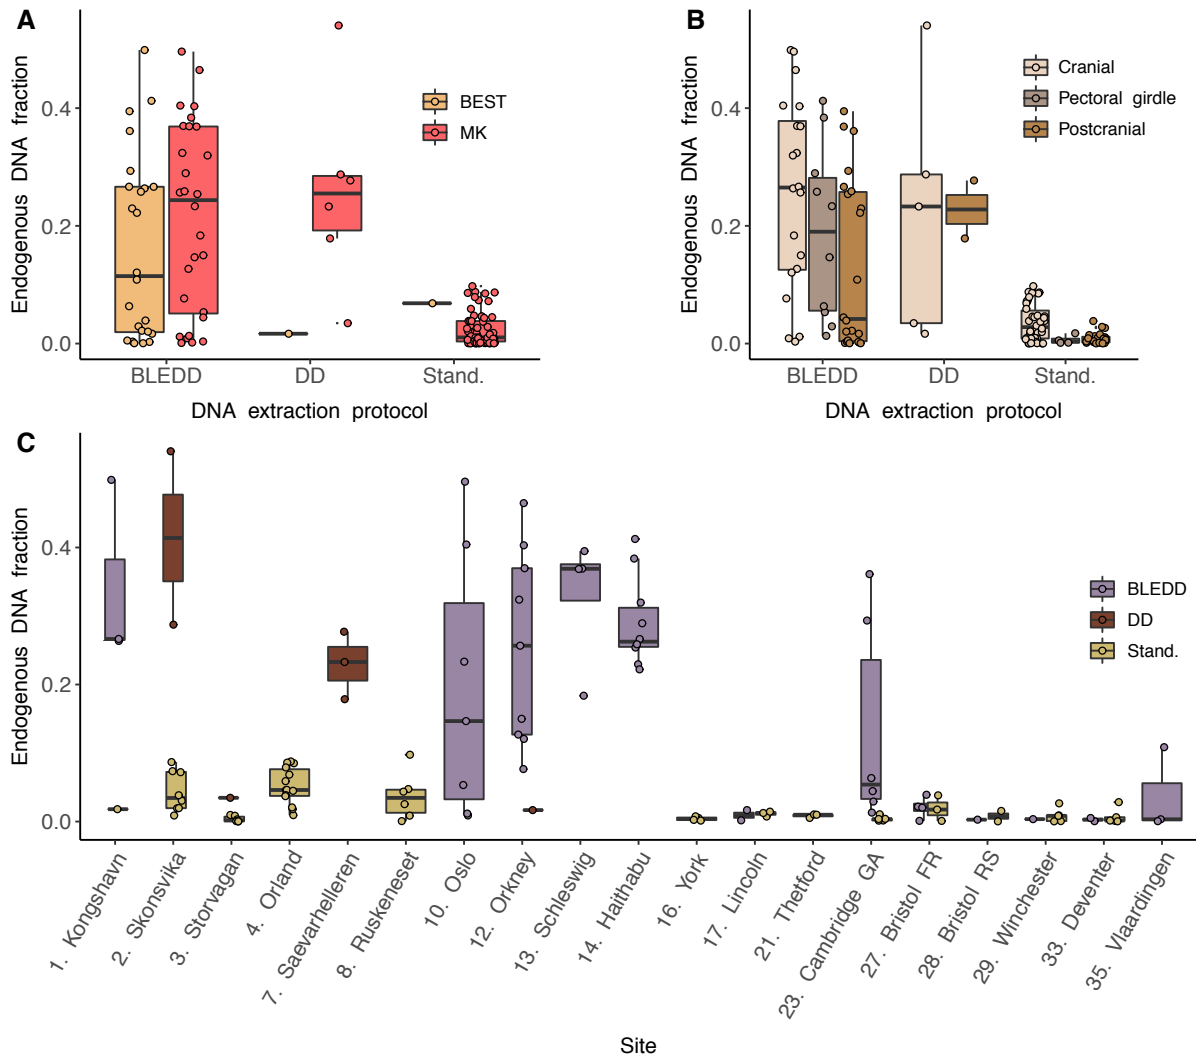 A
Endogenous DNA fraction
0.4
0.2
0.0
BEST
MK
BLEDD DD Stand.
DNA extraction protocol
B
Endogenous DNA fraction
0.4
0.2
0.0
Cranial
Pectoral girdle
Postcranial
BLEDD DD Stand.
DNA extraction protocol
C
Endogenous DNA fraction
0.4
0.2
0.0
BLEDD
DD
Stand.
1. Kongshavn
2. Skonsvika
3. Storvagan
4. Orland
7. Saevarhelleren
8. Ruskeneset
10. Oslo
12. Orkney
13. Schleswig
14. Haithabu
16. York
17. Lincoln
21. Thetford
23. Cambridge GA
27. Bristol FR
28. Bristol RS
29. Winchester
33. Deventer
35. Vlaardingen
Site